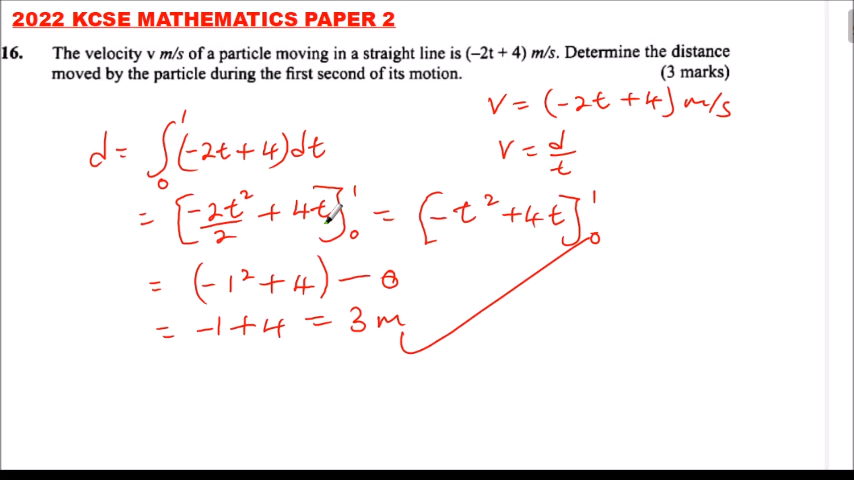 2022 KCSE MATHEMATICS PAPER 2
16. The velocity v m/s of a particle moving in a straight line is (–2t + 4) m/s. Determine the distance
moved by the particle during the first second of its motion. (3 marks)
v = (-2t + 4) m/s
d = ∫₀¹ (-2t + 4) dt
v = d/t
= [-2t²/2 + 4t]₀¹ = [-t² + 4t]₀¹
= (-1² + 4) - 0
= -1 + 4 = 3 m